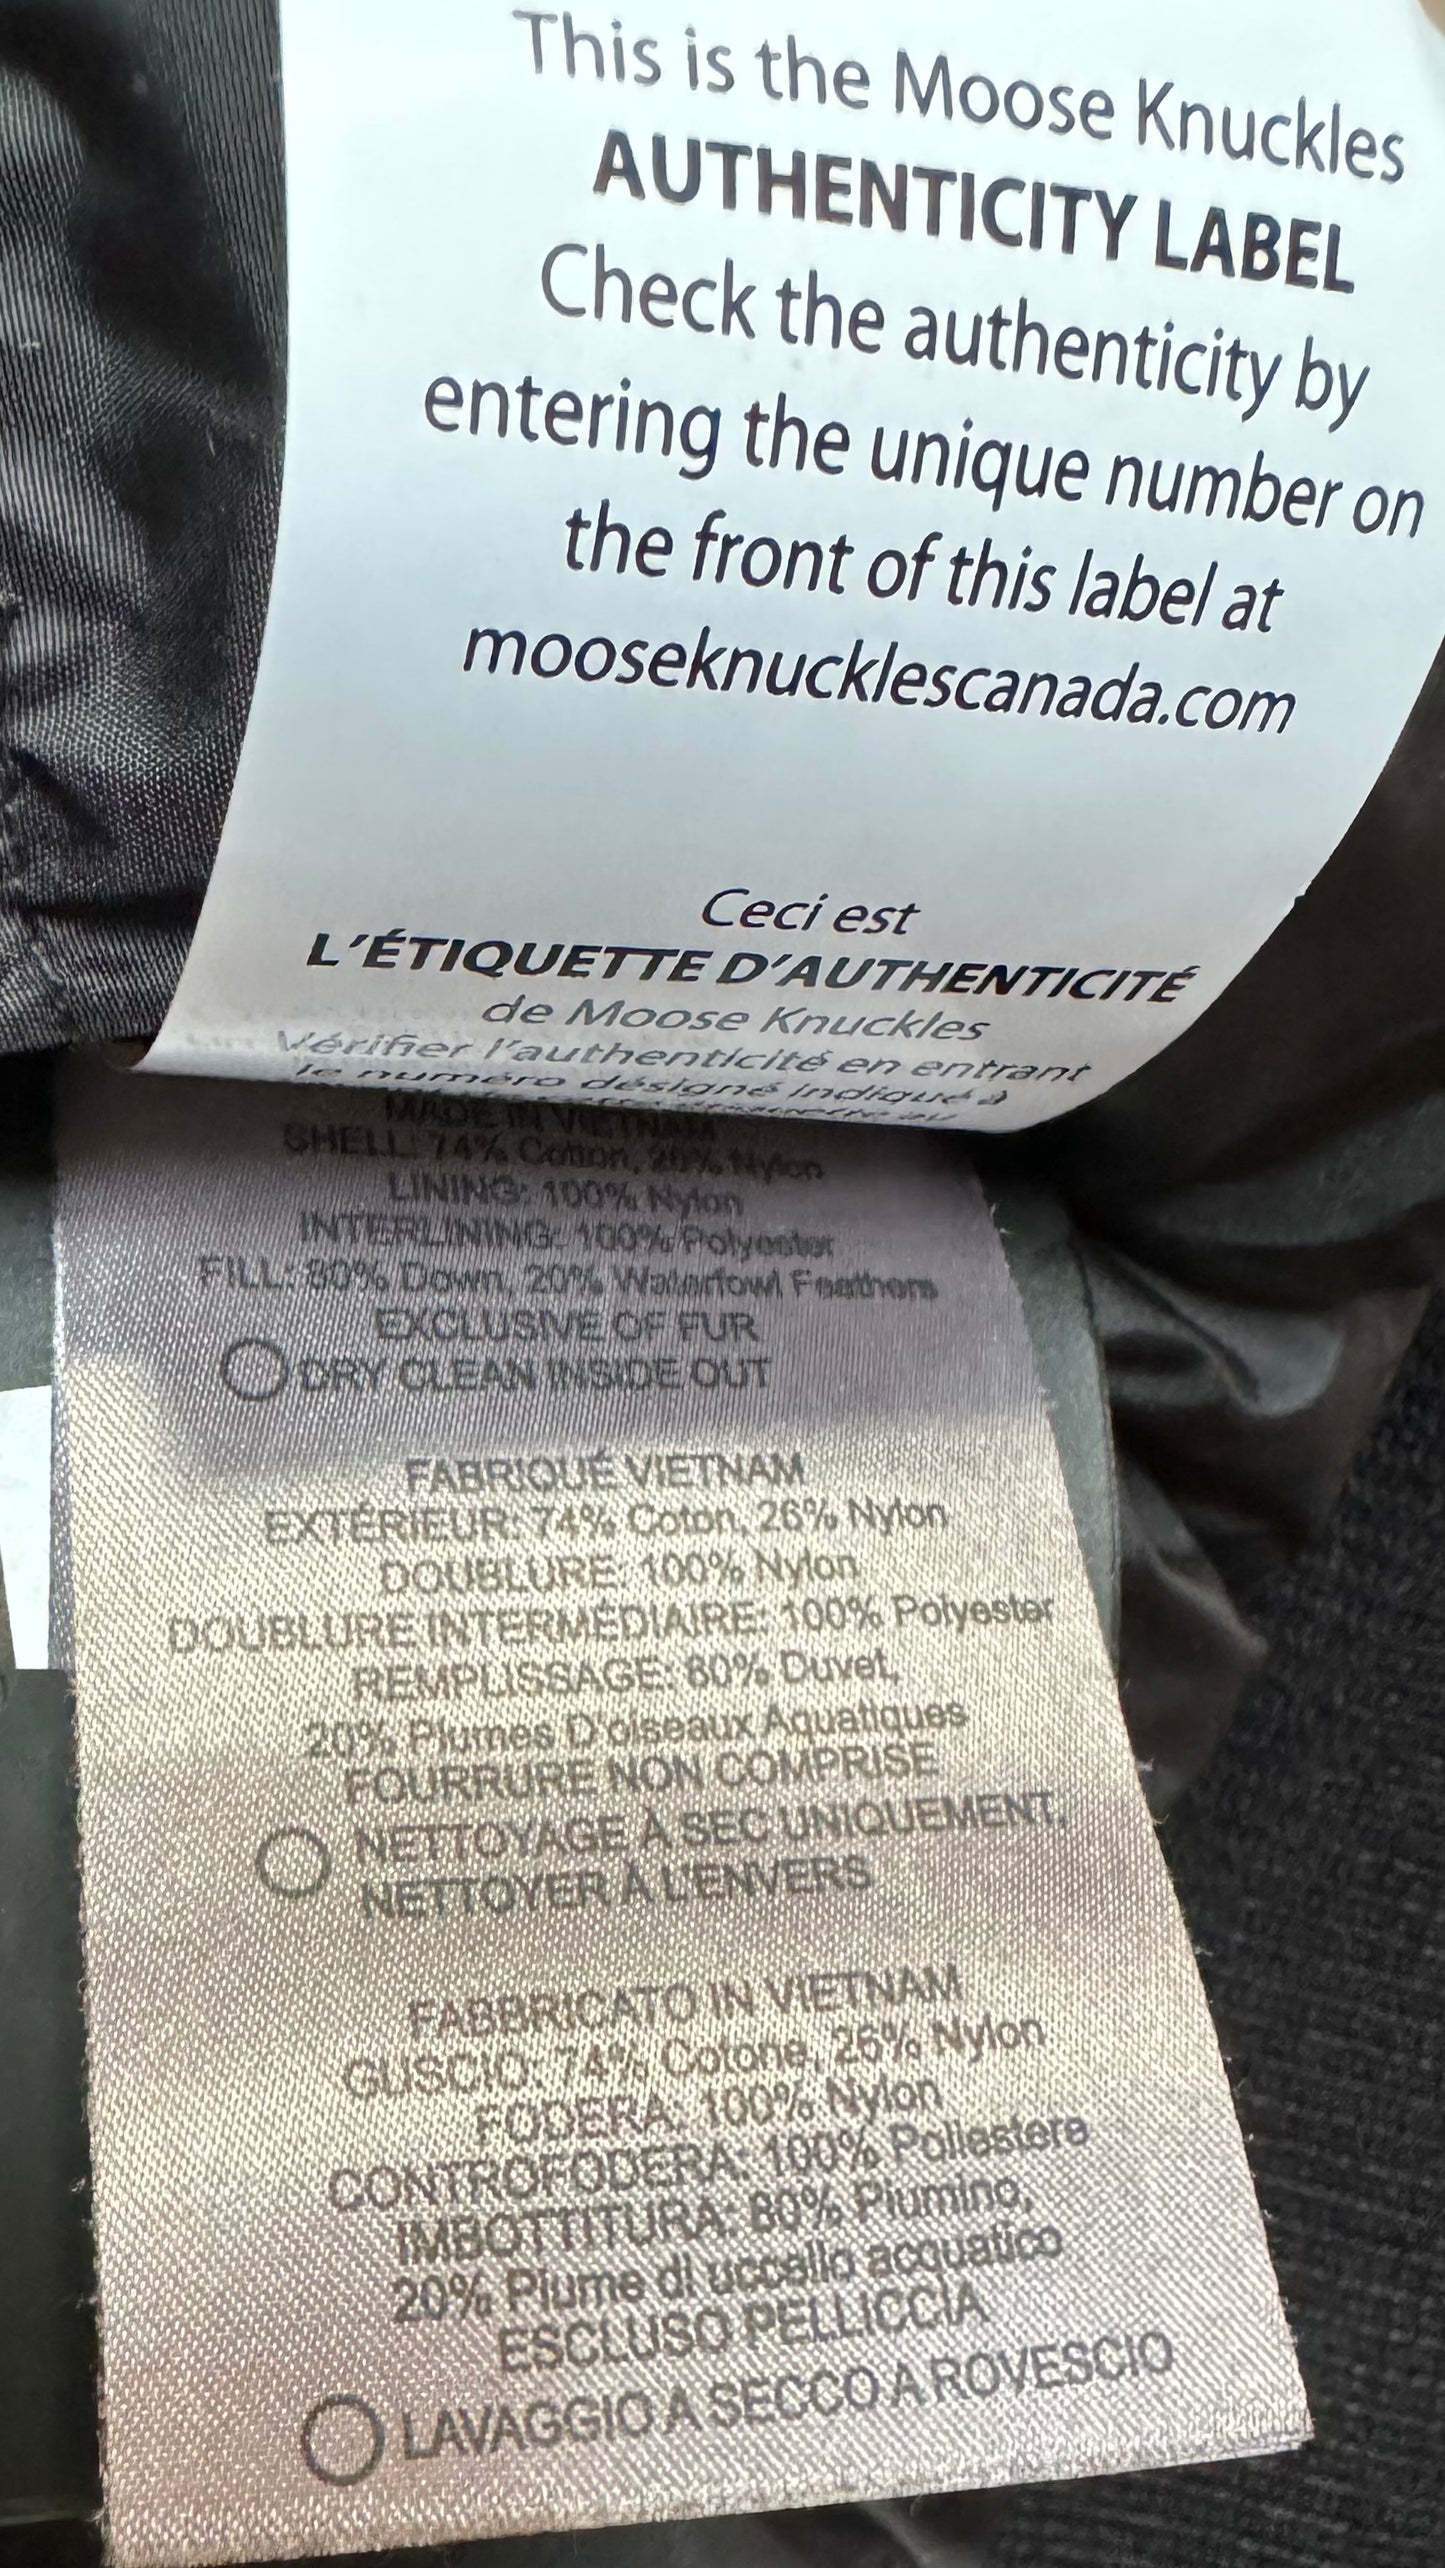 This is the Moose Knuckles
AUTHENTICITY LABEL
Check the authenticity by
entering the unique number on
the front of this label at
mooseknucklescanada.com
Ceci est
L'ÉTIQUETTE D'AUTHENTICITÉ
de Moose Knuckles
Vérifier l'authenticité en entrant
le numéro désigné indiqué à
MADE IN VIETNAM
SHELL: 74% Cotton, 26% Nylon
LINING: 100% Nylon
INTERLINING: 100% Polyester
FILL: 80% Down, 20% Waterfowl Feathers
EXCLUSIVE OF FUR
DRY CLEAN INSIDE OUT
FABRIQUÉ VIETNAM
EXTÉRIEUR: 74% Coton, 26% Nylon
DOUBLURE: 100% Nylon
DOUBLURE INTERMÉDIAIRE: 100% Polyester
REMPLISSAGE: 80% Duvet,
20% Plumes D'oiseaux Aquatiques
FOURRURE NON COMPRISE
NETTOYAGE À SEC UNIQUEMENT,
NETTOYER À L'ENVERS
FABBRICATO IN VIETNAM
GUSCIO: 74% Cotone, 26% Nylon
FODERA: 100% Nylon
CONTROFODERA: 100% Poliestere
IMBOTTITURA: 80% Piumino,
20% Piume di uccello acquatico
ESCLUSO PELLICCIA
LAVAGGIO A SECCO A ROVESCIO